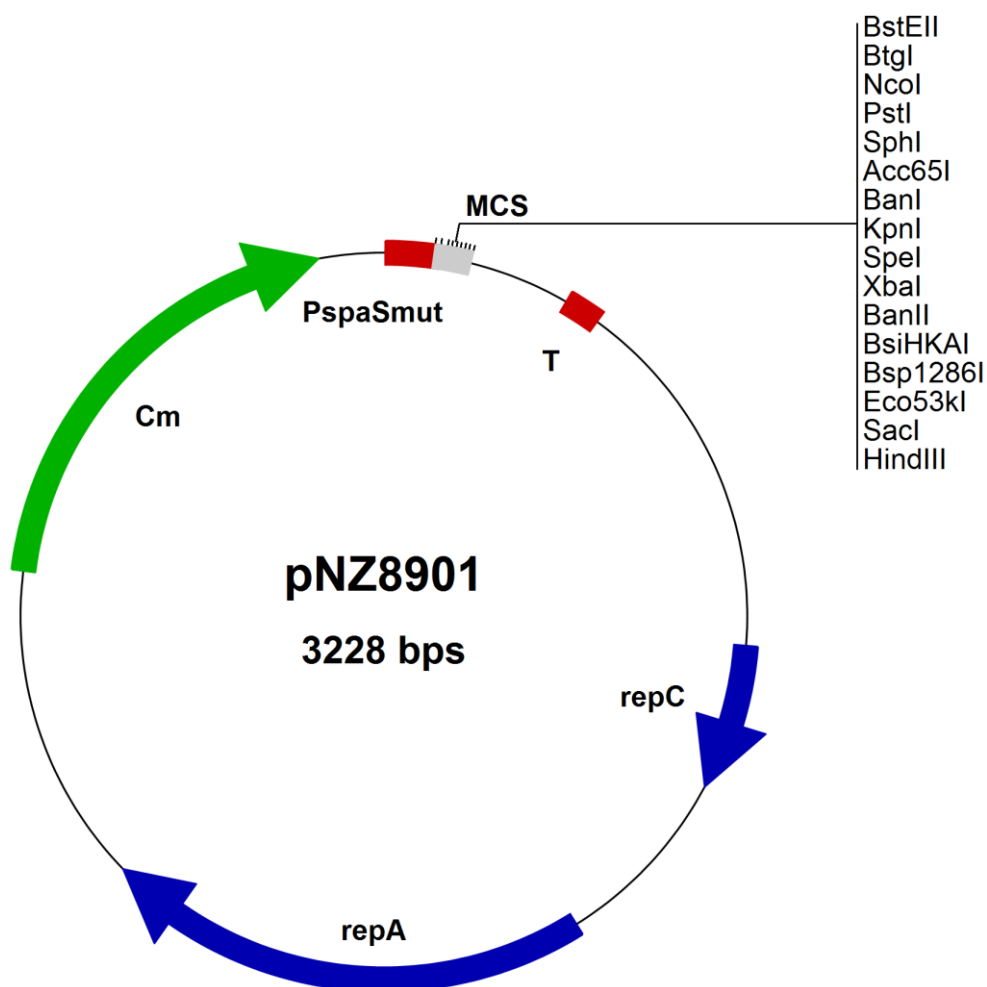 BstEII
BtgI
NcoI
PstI
SphI
Acc65I
BanI
KpnI
SpeI
XbaI
BanII
BsiHKAI
Bsp1286I
Eco53kI
SacI
HindIII
MCS
PspaSmut
T
Cm
pNZ8901
3228 bps
repC
repA